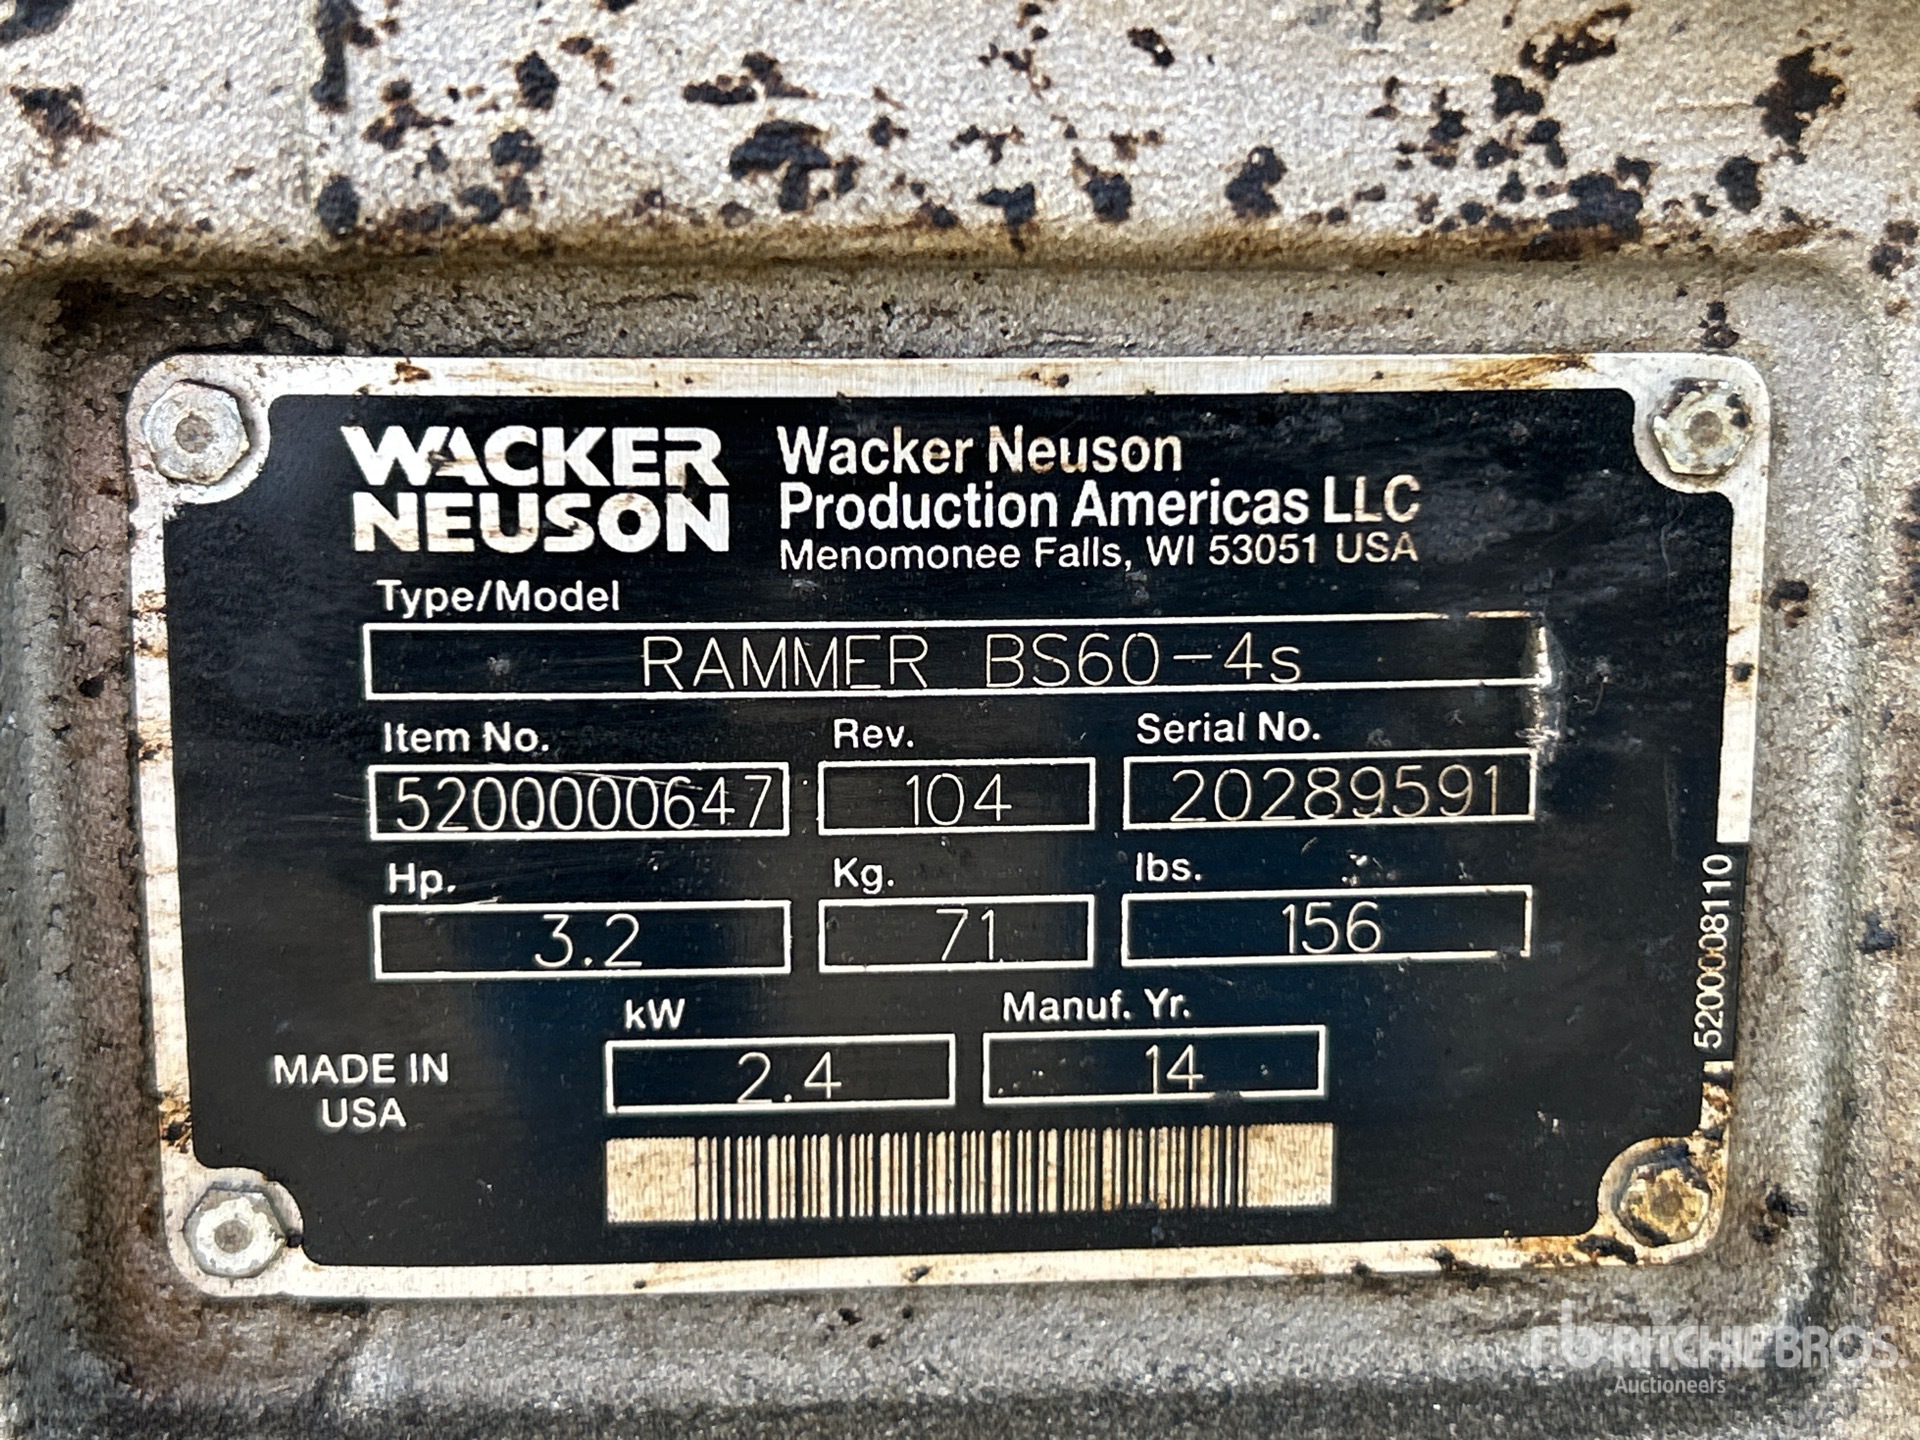 WACKER
NEUSON
Wacker Neuson
Production Americas LLC
Menomonee Falls, WI 53051 USA
Type/Model
RAMMER BS60-4s
Item No. Rev. Serial No.
5200000647 104 20289591
Hp. Kg. lbs.
3.2 71 156
kW Manuf. Yr.
2.4 14
MADE IN
USA
5200008110
rb RITCHIE BROS.
Auctioneers